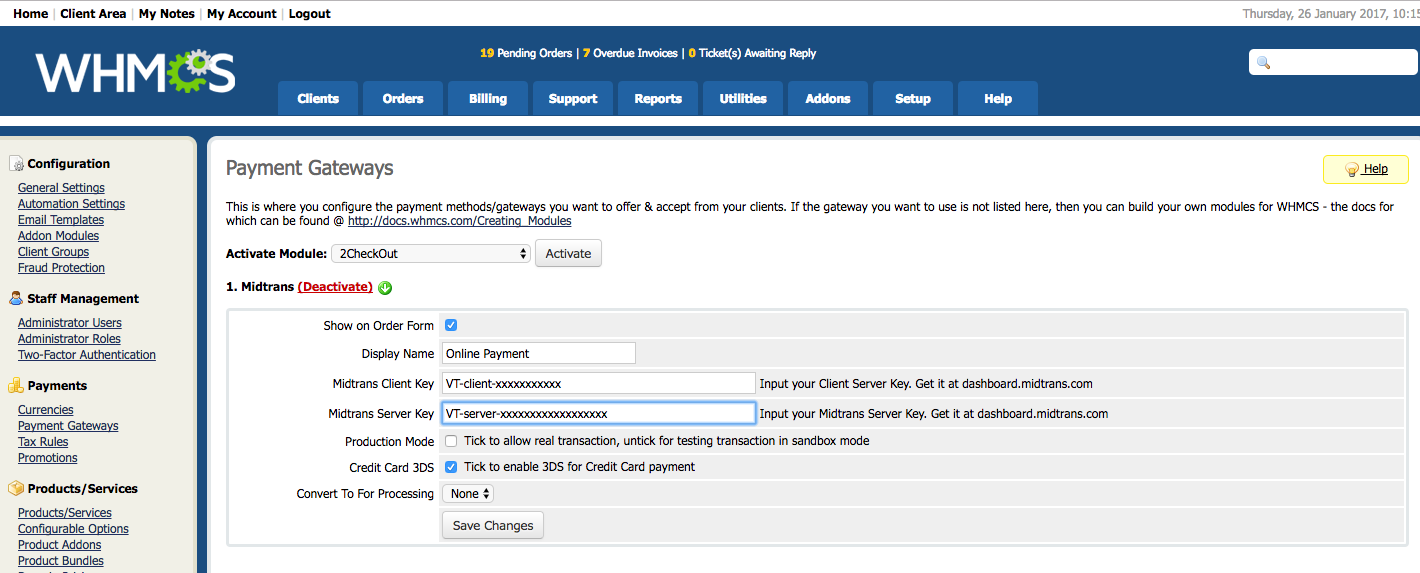 Home | Client Area | My Notes | My Account | Logout
Thursday, 26 January 2017, 10:15
WHMCS
19 Pending Orders | 7 Overdue Invoices | 0 Ticket(s) Awaiting Reply
Clients Orders Billing Support Reports Utilities Addons Setup Help
Configuration
General Settings
Automation Settings
Email Templates
Addon Modules
Client Groups
Fraud Protection
Staff Management
Administrator Users
Administrator Roles
Two-Factor Authentication
Payments
Currencies
Payment Gateways
Tax Rules
Promotions
Products/Services
Products/Services
Configurable Options
Product Addons
Product Bundles
Payment Gateways
Help
This is where you configure the payment methods/gateways you want to offer & accept from your clients. If the gateway you want to use is not listed here, then you can build your own modules for WHMCS - the docs for
which can be found @ http://docs.whmcs.com/Creating_Modules
Activate Module: 2CheckOut Activate
1. Midtrans (Deactivate)
Show on Order Form
Display Name Online Payment
Midtrans Client Key VT-client-xxxxxxxxxxx Input your Client Server Key. Get it at dashboard.midtrans.com
Midtrans Server Key VT-server-xxxxxxxxxxxxxxxxxx Input your Midtrans Server Key. Get it at dashboard.midtrans.com
Production Mode Tick to allow real transaction, untick for testing transaction in sandbox mode
Credit Card 3DS Tick to enable 3DS for Credit Card payment
Convert To For Processing None
Save Changes